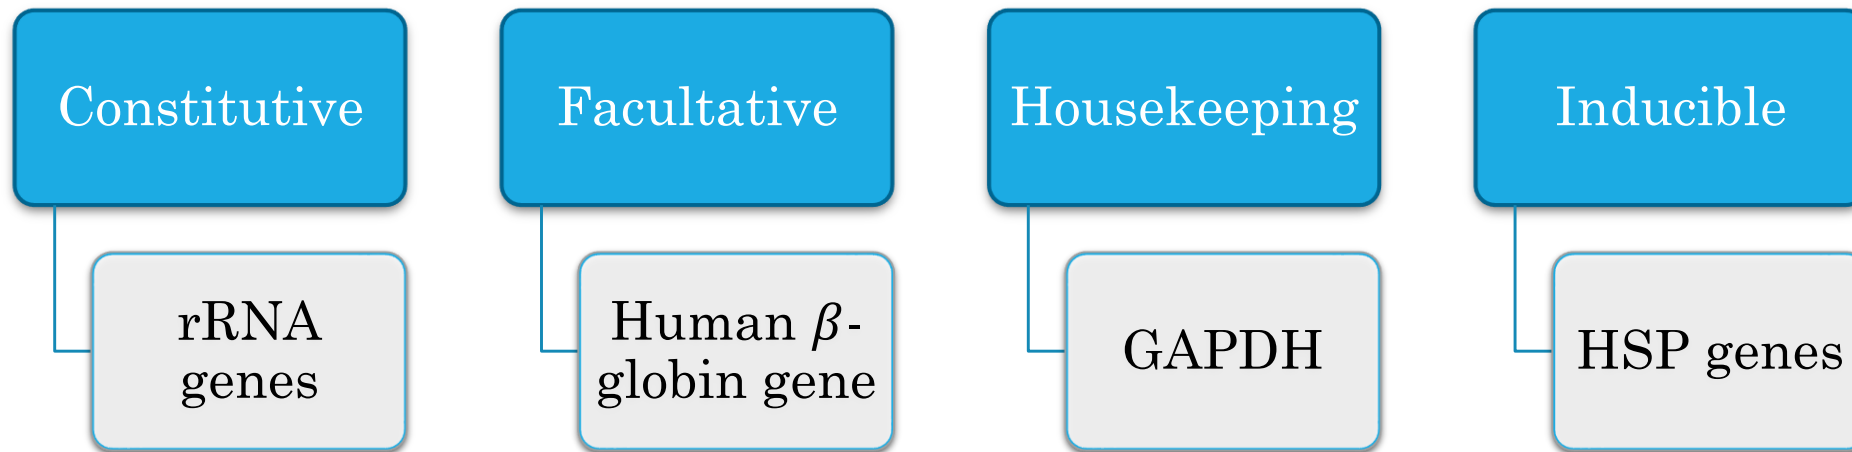 Constitutive
Facultative
Housekeeping
Inducible
rRNA
genes
Human β-
globin gene
GAPDH
HSP genes